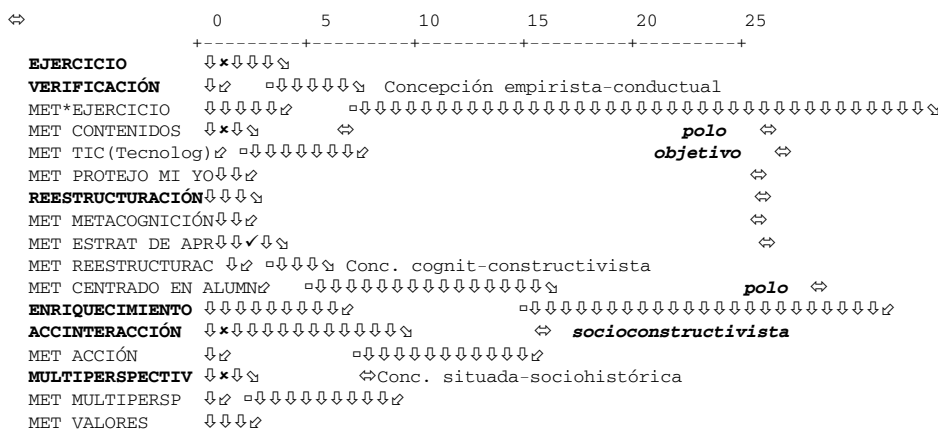 ⇔ 0 5 10 15 20 25
+---------+---------+---------+---------+---------+
EJERCICIO ⇩×⇩⇩⇩⬂
VERIFICACIÓN ⇩⬃ ▫⇩⇩⇩⇩⇩⬂ Concepción empirista-conductual
MET*EJERCICIO ⇩⇩⇩⇩⇩⬃ ▫⇩⇩⇩⇩⇩⇩⇩⇩⇩⇩⇩⇩⇩⇩⇩⇩⇩⇩⇩⇩⇩⇩⇩⇩⇩⇩⇩⇩⇩⇩⇩⇩⇩⇩⇩⬂
MET CONTENIDOS ⇩×⇩⬂ ⇔ polo ⇔
MET TIC(Tecnolog)⬃ ▫⇩⇩⇩⇩⇩⇩⇩⬃ objetivo ⇔
MET PROTEJO MI YO⇩⇩⬃ ⇔
REESTRUCTURACIÓN⇩⇩⇩⬂ ⇔
MET METACOGNICIÓN⇩⇩⬃ ⇔
MET ESTRAT DE APR⇩⇩✓⇩⬂ ⇔
MET REESTRUCTURAC ⇩⬃ ▫⇩⇩⇩⬂ Conc. cognit-constructivista
MET CENTRADO EN ALUMN⬃ ▫⇩⇩⇩⇩⇩⇩⇩⇩⇩⇩⇩⇩⇩⇩⇩⬂ polo ⇔
ENRIQUECIMIENTO ⇩⇩⇩⇩⇩⇩⇩⇩⇩⬃ ▫⇩⇩⇩⇩⇩⇩⇩⇩⇩⇩⇩⇩⇩⇩⇩⇩⇩⬃
ACCINTERACCIÓN ⇩×⇩⇩⇩⇩⇩⇩⇩⇩⇩⇩⇩⬂ ⇔ socioconstructivista
MET ACCIÓN ⇩⬃ ▫⇩⇩⇩⇩⇩⇩⇩⇩⇩⇩⬃
MULTIPERSPECTIV ⇩×⇩⬂ ⇔Conc. situada-sociohistórica
MET MULTIPERSP ⇩⬃ ▫⇩⇩⇩⇩⇩⇩⇩⇩⇩⬃
MET VALORES ⇩⇩⇩⬃